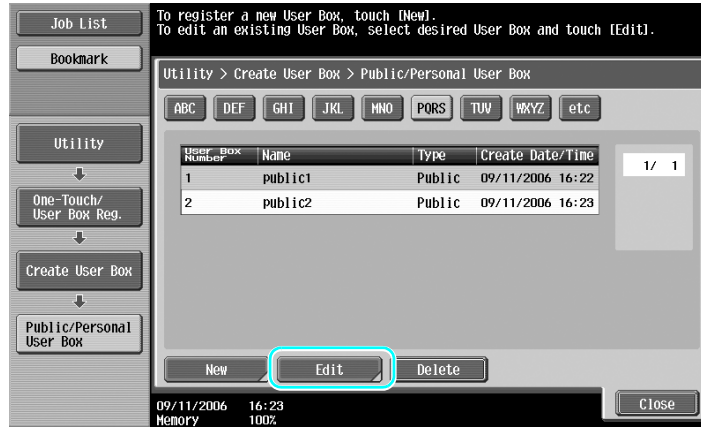 Job List
Bookmark
To register a new User Box, touch [New].
To edit an existing User Box, select desired User Box and touch [Edit].
Utility > Create User Box > Public/Personal User Box
ABC DEF GHI JKL MNO PQRS TUV WXYZ etc
Utility
One-Touch/
User Box Reg.
Create User Box
Public/Personal
User Box
User Box
Number Name Type Create Date/Time
1 public1 Public 09/11/2006 16:22
2 public2 Public 09/11/2006 16:23
1/ 1
New Edit Delete
09/11/2006 16:23
Memory 100%
Close